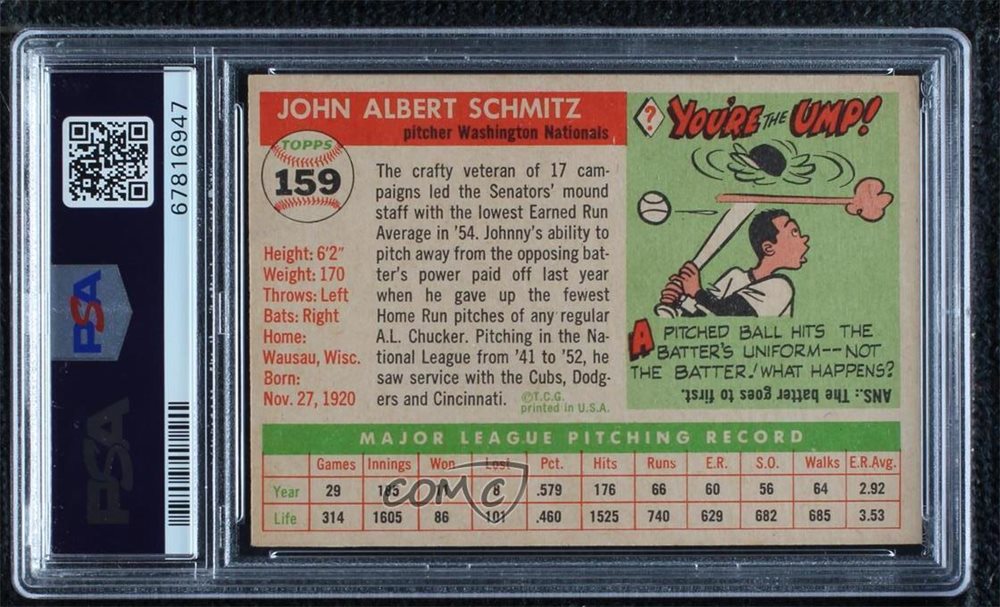 67816947
PSA
PSA
JOHN ALBERT SCHMITZ
pitcher Washington Nationals
TOPPS
159
Height: 6'2"
Weight: 170
Throws: Left
Bats: Right
Home:
Wausau, Wisc.
Born:
Nov. 27, 1920
The crafty veteran of 17 cam-
paigns led the Senators' mound
staff with the lowest Earned Run
Average in '54. Johnny's ability to
pitch away from the opposing bat-
ter's power paid off last year
when he gave up the fewest
Home Run pitches of any regular
A.L. Chucker. Pitching in the Na-
tional League from '41 to '52, he
saw service with the Cubs, Dodg-
ers and Cincinnati.
©T.C.G.
printed in U.S.A.
?
YOU'RE THE UMP!
A PITCHED BALL HITS THE
BATTER'S UNIFORM--NOT
THE BATTER! WHAT HAPPENS?
ANS.: The batter goes to first.
MAJOR LEAGUE PITCHING RECORD
Games Innings Won Lost Pct. Hits Runs E.R. S.O. Walks E.R.Avg.
Year 29 185 11 8 .579 176 66 60 56 64 2.92
Life 314 1605 86 101 .460 1525 740 629 682 685 3.53
COMC